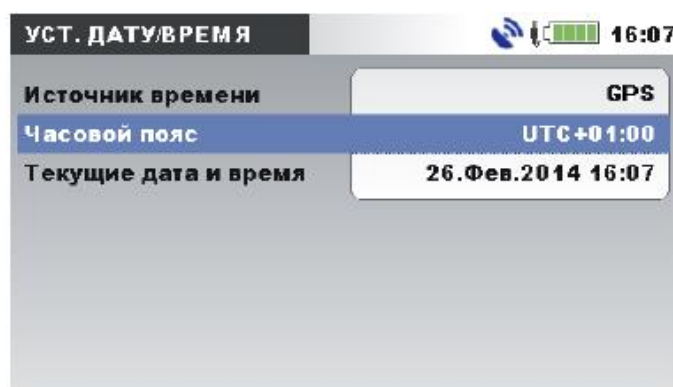 УСТ. ДАТУ/ВРЕМЯ 16:07
Источник времени GPS
Часовой пояс UTC+01:00
Текущие дата и время 26.Фев.2014 16:07